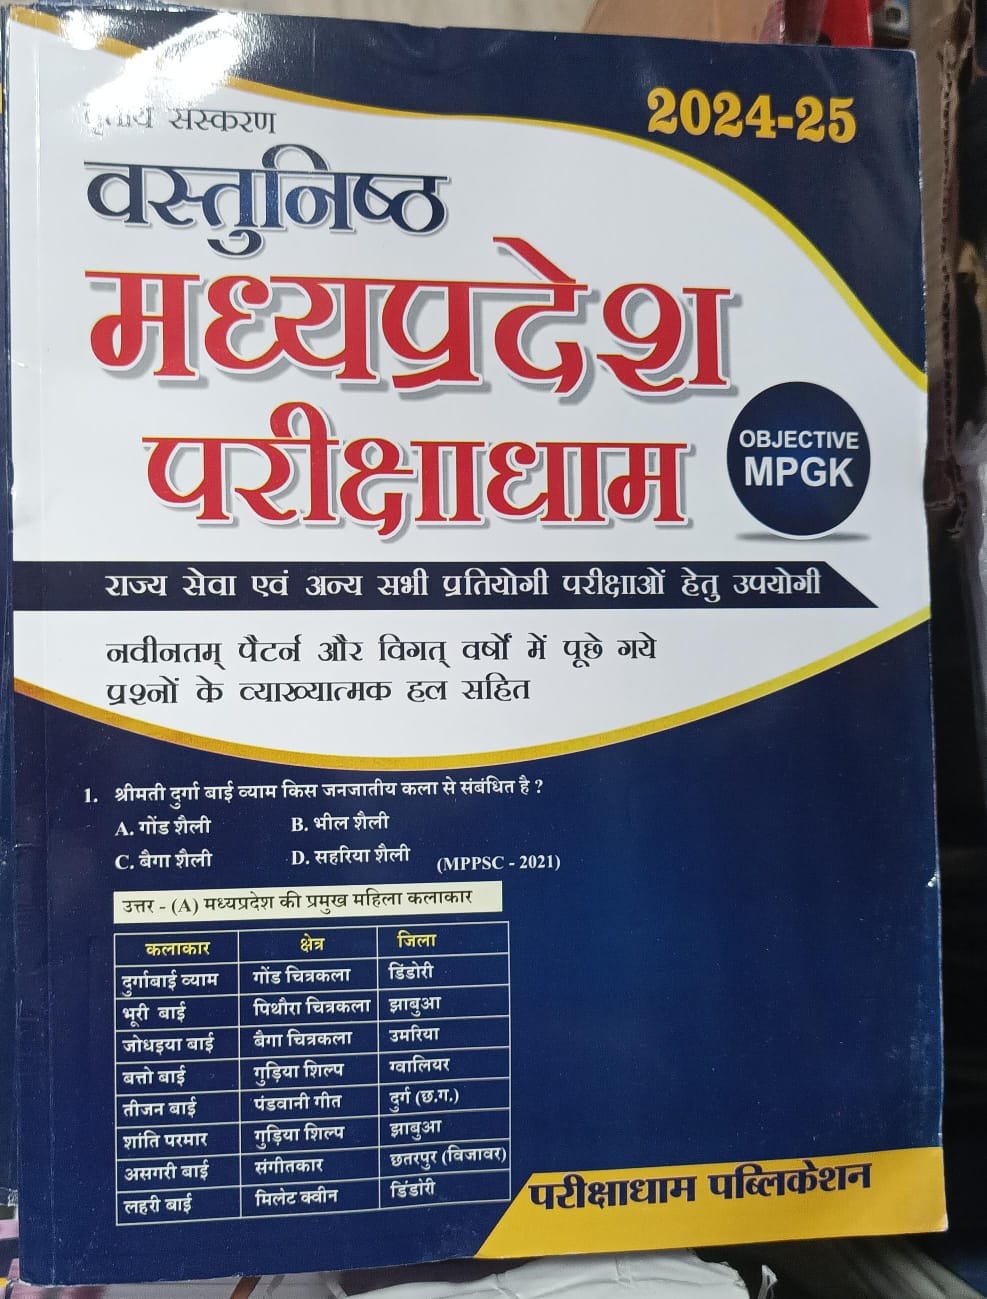 तृतीय संस्करण
2024-25
वस्तुनिष्ठ
मध्यप्रदेश
परीक्षाधाम
OBJECTIVE
MPGK
राज्य सेवा एवं अन्य सभी प्रतियोगी परीक्षाओं हेतु उपयोगी
नवीनतम् पैटर्न और विगत् वर्षों में पूछे गये
प्रश्नों के व्याख्यात्मक हल सहित
1. श्रीमती दुर्गा बाई व्याम किस जनजातीय कला से संबंधित है ?
A. गोंड शैली B. भील शैली
C. बैगा शैली D. सहरिया शैली (MPPSC - 2021)
उत्तर - (A) मध्यप्रदेश की प्रमुख महिला कलाकार
कलाकार क्षेत्र जिला
दुर्गाबाई व्याम गोंड चित्रकला डिंडोरी
भूरी बाई पिथौरा चित्रकला झाबुआ
जोधइया बाई बैगा चित्रकला उमरिया
बत्तो बाई गुड़िया शिल्प ग्वालियर
तीजन बाई पंडवानी गीत दुर्ग (छ.ग.)
शांति परमार गुड़िया शिल्प झाबुआ
असगरी बाई संगीतकार छतरपुर (विजावर)
लहरी बाई मिलेट क्वीन डिंडोरी
परीक्षाधाम पब्लिकेशन